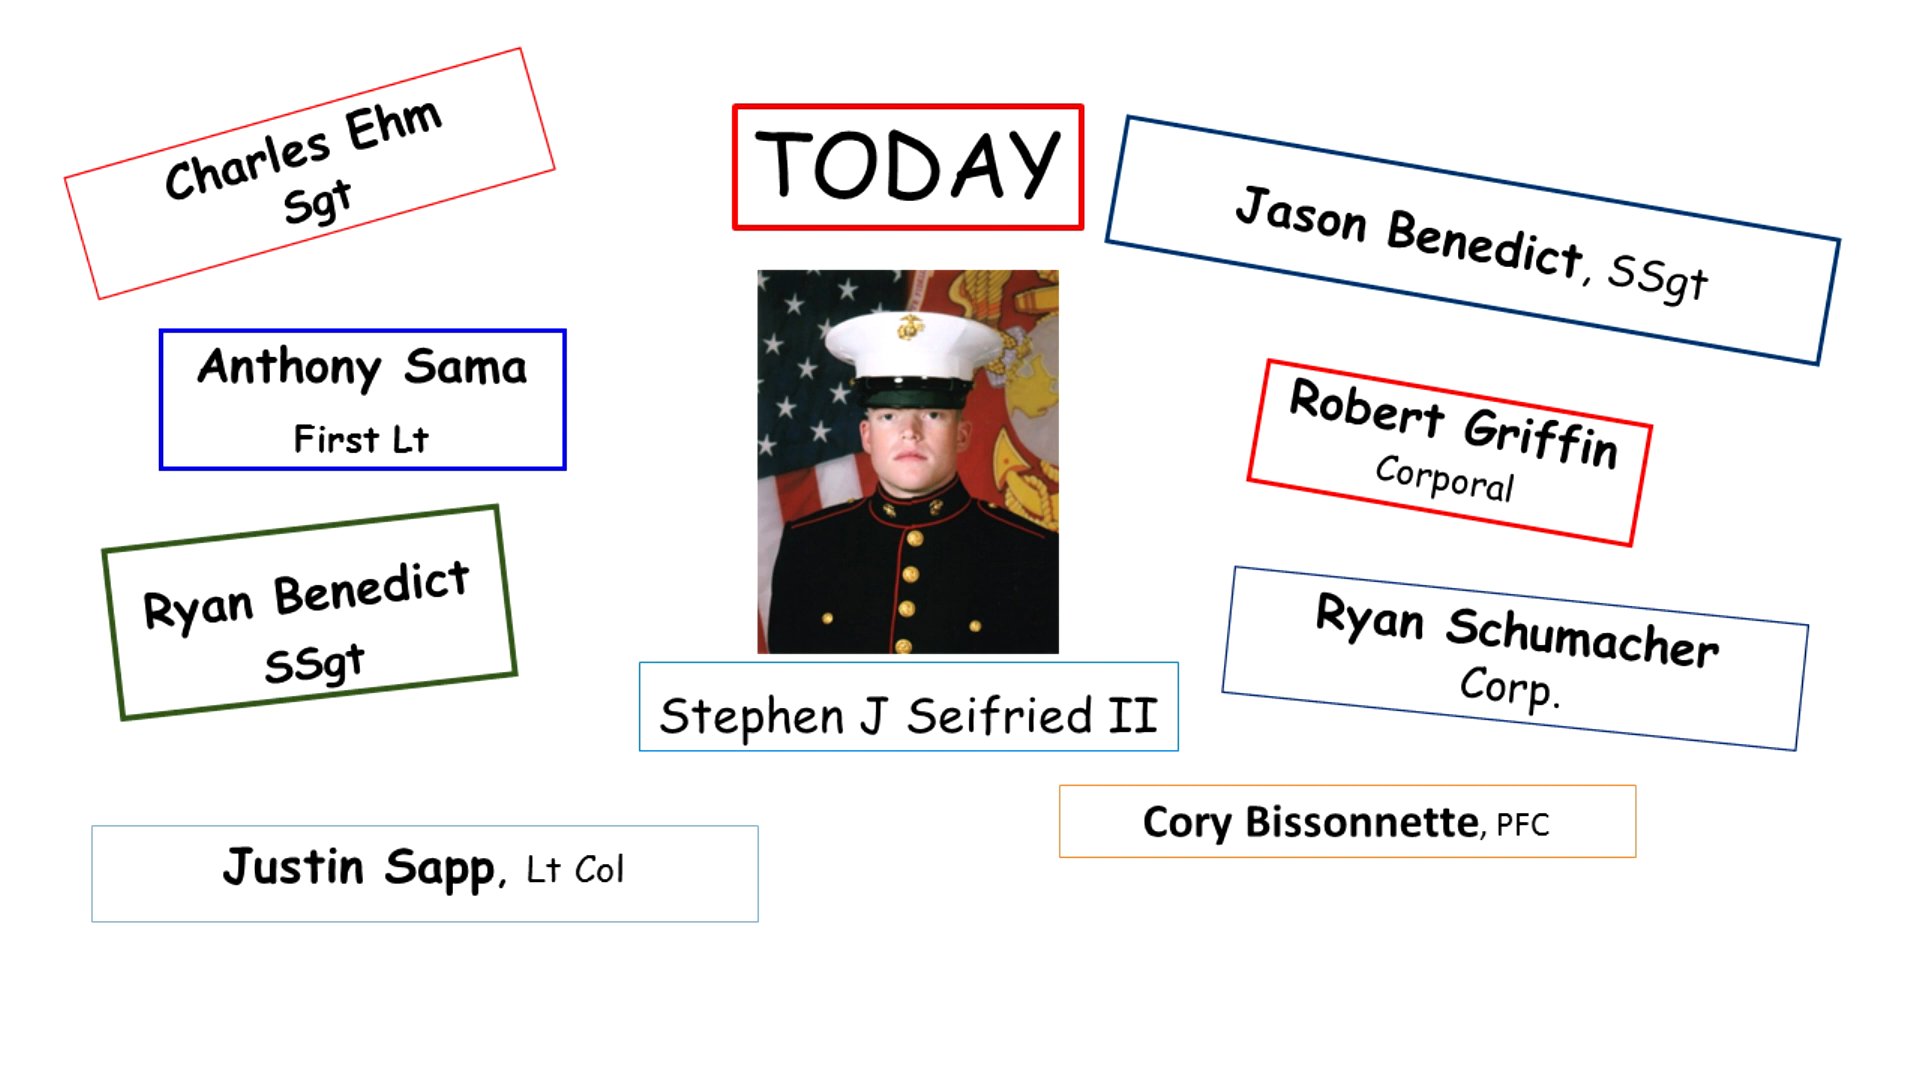 Charles Ehm
Sgt
TODAY
Jason Benedict, SSgt
Anthony Sama
First Lt
Robert Griffin
Corporal
Ryan Benedict
SSgt
Ryan Schumacher
Corp.
Stephen J Seifried II
Cory Bissonnette, PFC
Justin Sapp, Lt Col